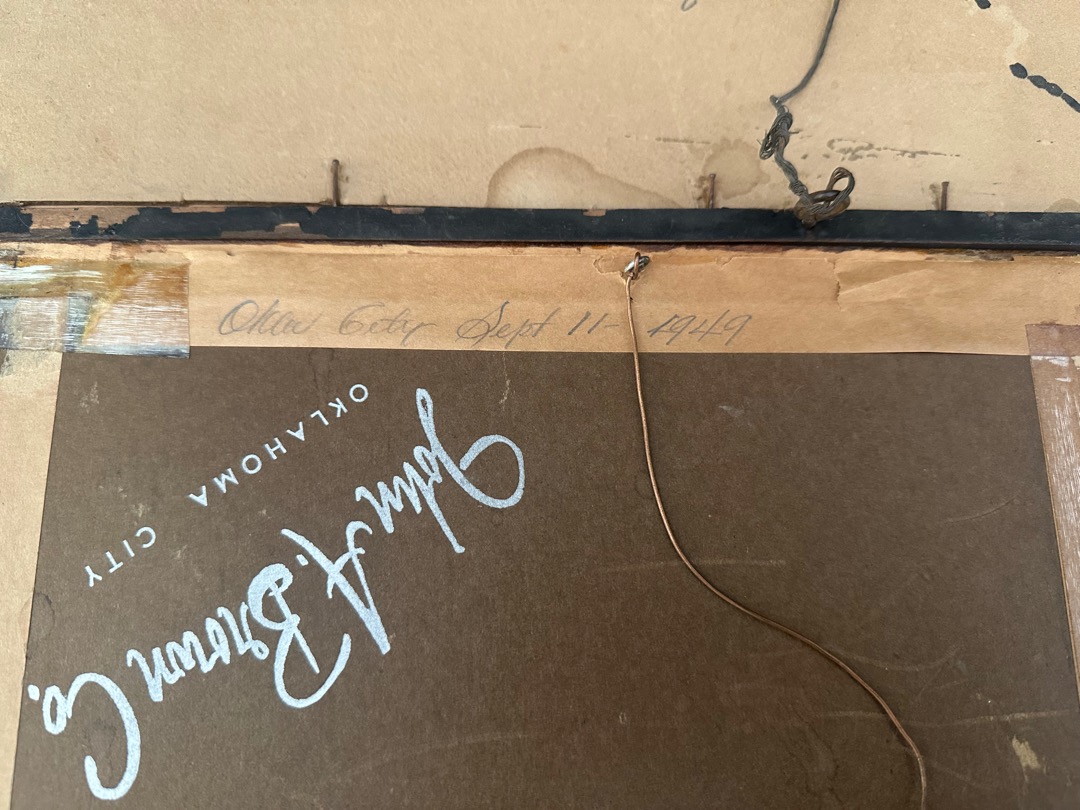 Okla City Sept 11- 1949
John A. Brown Co.
OKLAHOMA CITY